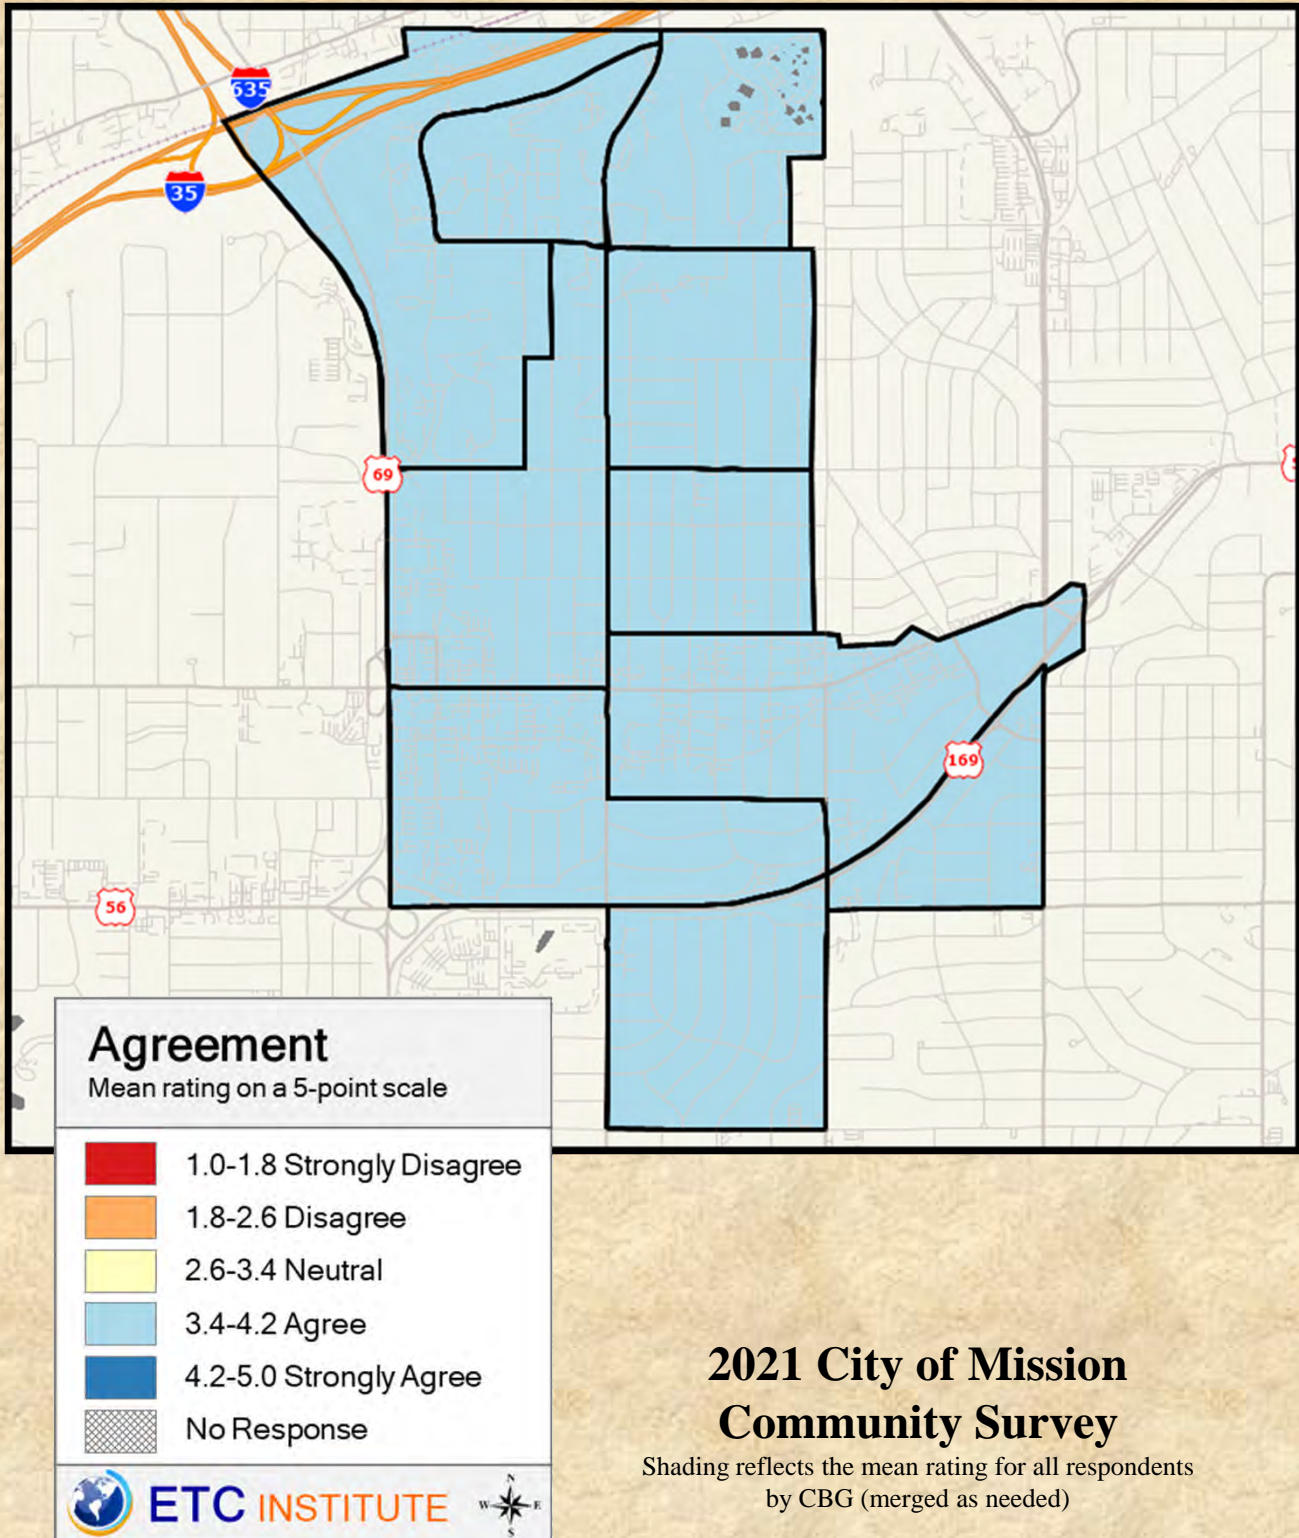 635
35
69
169
56
Agreement
Mean rating on a 5-point scale
1.0-1.8 Strongly Disagree
1.8-2.6 Disagree
2.6-3.4 Neutral
3.4-4.2 Agree
4.2-5.0 Strongly Agree
No Response
ETC INSTITUTE
N
W E
S
2021 City of Mission
Community Survey
Shading reflects the mean rating for all respondents
by CBG (merged as needed)